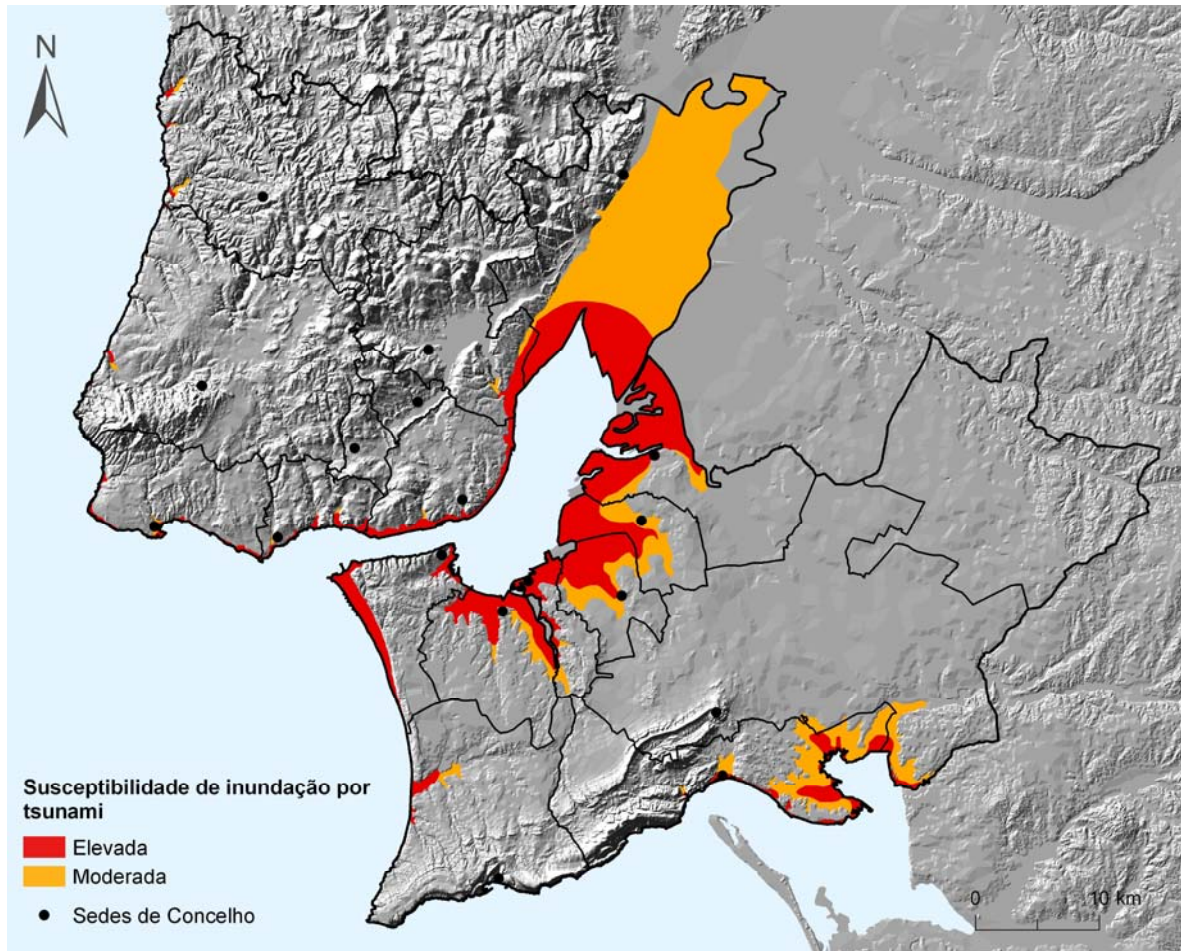 N
Susceptibilidade de inundação por
tsunami
Elevada
Moderada
Sedes de Concelho
0 10 km